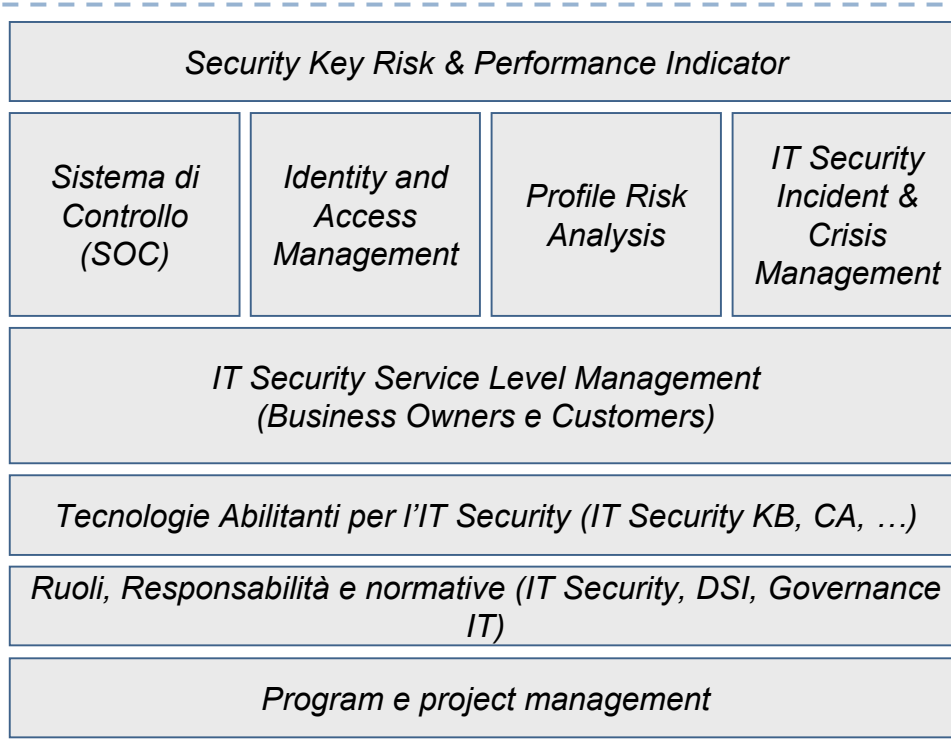 Security Key Risk & Performance Indicator
Sistema di
Controllo
(SOC)
Identity and
Access
Management
Profile Risk
Analysis
IT Security
Incident &
Crisis
Management
IT Security Service Level Management
(Business Owners e Customers)
Tecnologie Abilitanti per l’IT Security (IT Security KB, CA, …)
Ruoli, Responsabilità e normative (IT Security, DSI, Governance
IT)
Program e project management